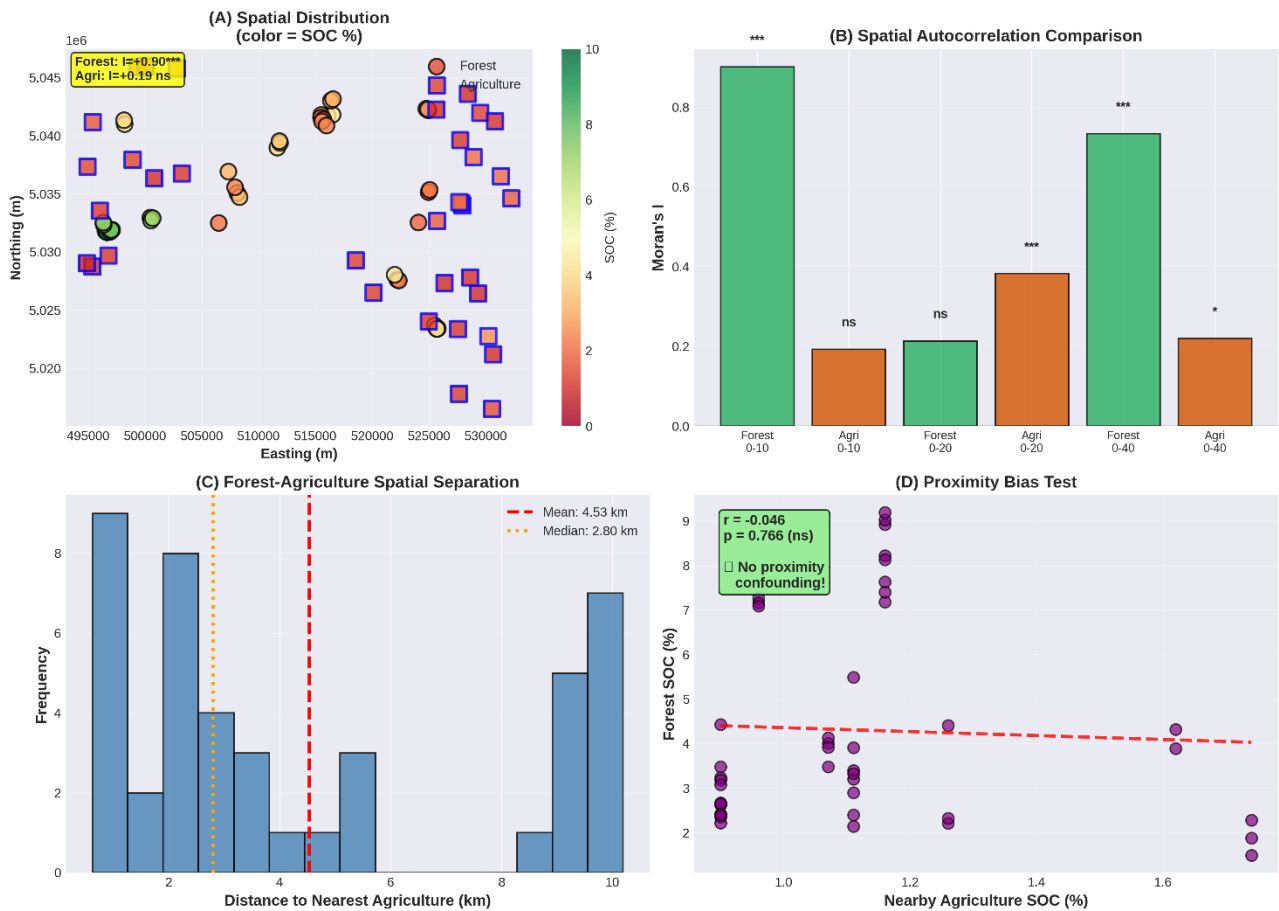 (A) Spatial Distribution
(color = SOC %)
1e6
Forest: I=+0.90***
Agri: I=+0.19 ns
Forest
Agriculture
5.045
5.040
5.035
5.030
5.025
5.020
Northing (m)
495000 500000 505000 510000 515000 520000 525000 530000
Easting (m)
10
8
6
4
2
0
SOC (%)
(B) Spatial Autocorrelation Comparison
***
ns
ns
***
***
*
0.8
0.6
0.4
0.2
0.0
Moran's I
Forest
0-10
Agri
0-10
Forest
0-20
Agri
0-20
Forest
0-40
Agri
0-40
(C) Forest-Agriculture Spatial Separation
Mean: 4.53 km
Median: 2.80 km
8
6
4
2
0
Frequency
2 4 6 8 10
Distance to Nearest Agriculture (km)
(D) Proximity Bias Test
r = -0.046
p = 0.766 (ns)
No proximity
confounding!
9
8
7
6
5
4
3
2
Forest SOC (%)
1.0 1.2 1.4 1.6
Nearby Agriculture SOC (%)